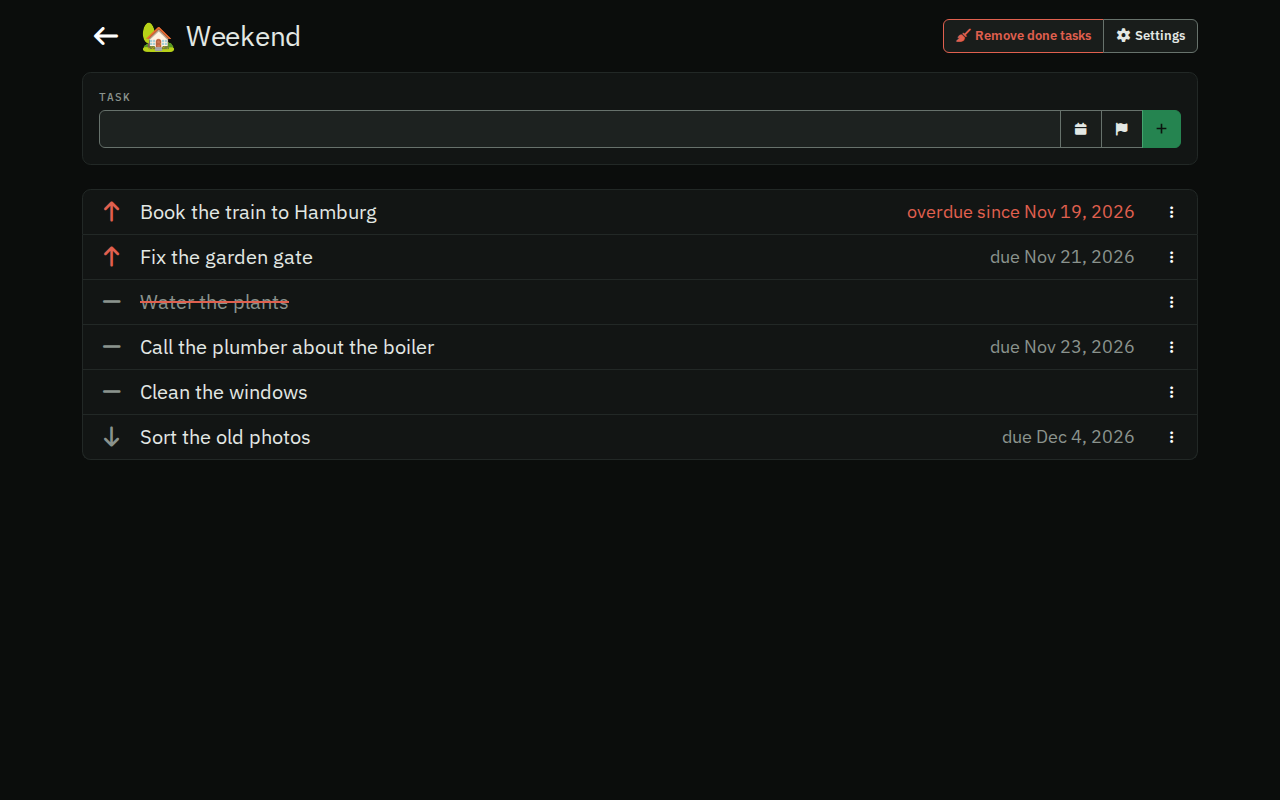 Weekend
Remove done tasks
Settings
TASK
Book the train to Hamburg
overdue since Nov 19, 2026
Fix the garden gate
due Nov 21, 2026
Water the plants
Call the plumber about the boiler
due Nov 23, 2026
Clean the windows
Sort the old photos
due Dec 4, 2026